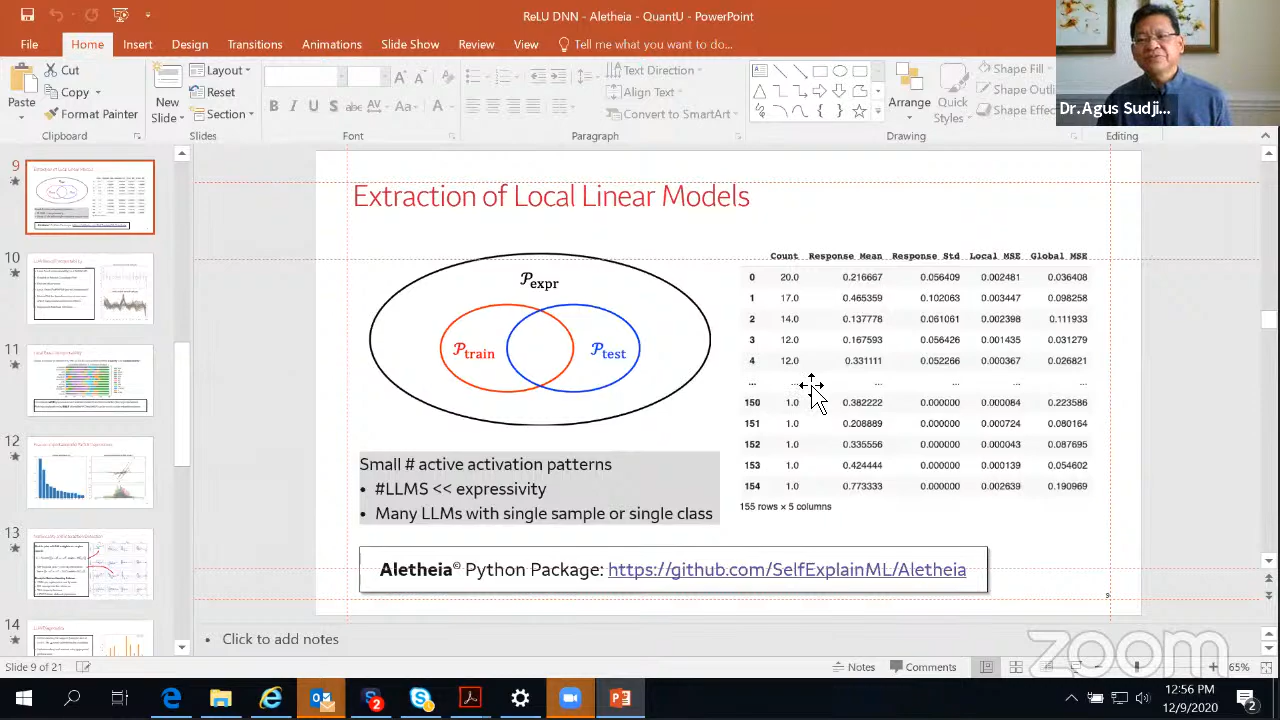 ReLU DNN - Aletheia - QuantU - PowerPoint
File Home Insert Design Transitions Animations Slide Show Review View Tell me what you want to do...
Paste Cut Copy Format Painter
Clipboard
New Slide Layout Reset Section
Slides
B I U S abc AV Aa A
Font
Text Direction
Align Text
Convert to SmartArt
Paragraph
Arrange Quick Styles Shape Fill
Shape Outli
Shape Effec
Drawing
Editing
Dr.Agus Sudji...
9
10
11
12
13
14
Extraction of Local Linear Models
𝒫expr
𝒫train
𝒫test
Count Response Mean Response Std Local MSE Global MSE
0 20.0 0.216667 0.056409 0.002481 0.036408
1 17.0 0.465359 0.102063 0.003447 0.098258
2 14.0 0.137778 0.061061 0.002398 0.111933
3 12.0 0.167593 0.056426 0.001435 0.031279
4 12.0 0.331111 0.000367 0.026821
... ... ... ... ...
150 1.0 0.382222 0.000000 0.000084 0.223586
151 1.0 0.208889 0.000000 0.000724 0.080164
152 1.0 0.335556 0.000000 0.000043 0.087695
153 1.0 0.424444 0.000000 0.000139 0.054602
154 1.0 0.773333 0.000000 0.002639 0.190969
155 rows × 5 columns
Small # active activation patterns
• #LLMS << expressivity
• Many LLMs with single sample or single class
Aletheia© Python Package: https://github.com/SelfExplainML/Aletheia
9
• Click to add notes
zoom
Slide 9 of 21 Notes Comments 65%
12:56 PM
12/9/2020
2
2